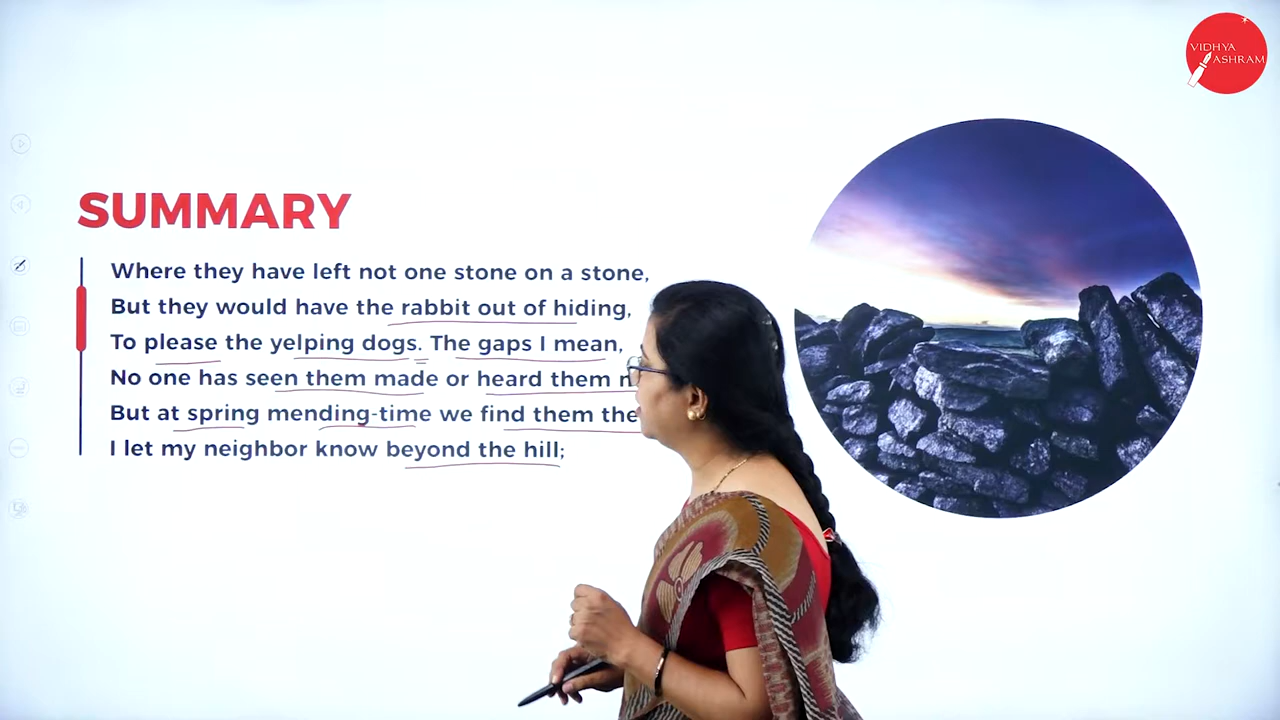 VIDHYA
ASHRAM
SUMMARY
Where they have left not one stone on a stone,
But they would have the rabbit out of hiding,
To please the yelping dogs. The gaps I mean,
No one has seen them made or heard them
But at spring mending-time we find them
I let my neighbor know beyond the hill;